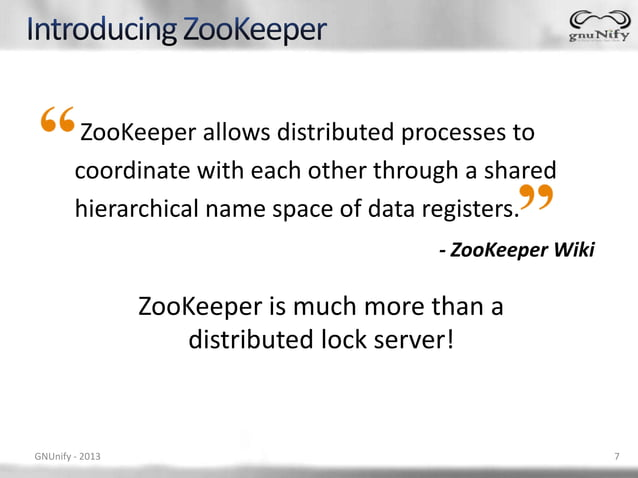 Introducing ZooKeeper
gnuNify
“ ZooKeeper allows distributed processes to
coordinate with each other through a shared
hierarchical name space of data registers.”
- ZooKeeper Wiki
ZooKeeper is much more than a
distributed lock server!
GNUnify - 2013
7